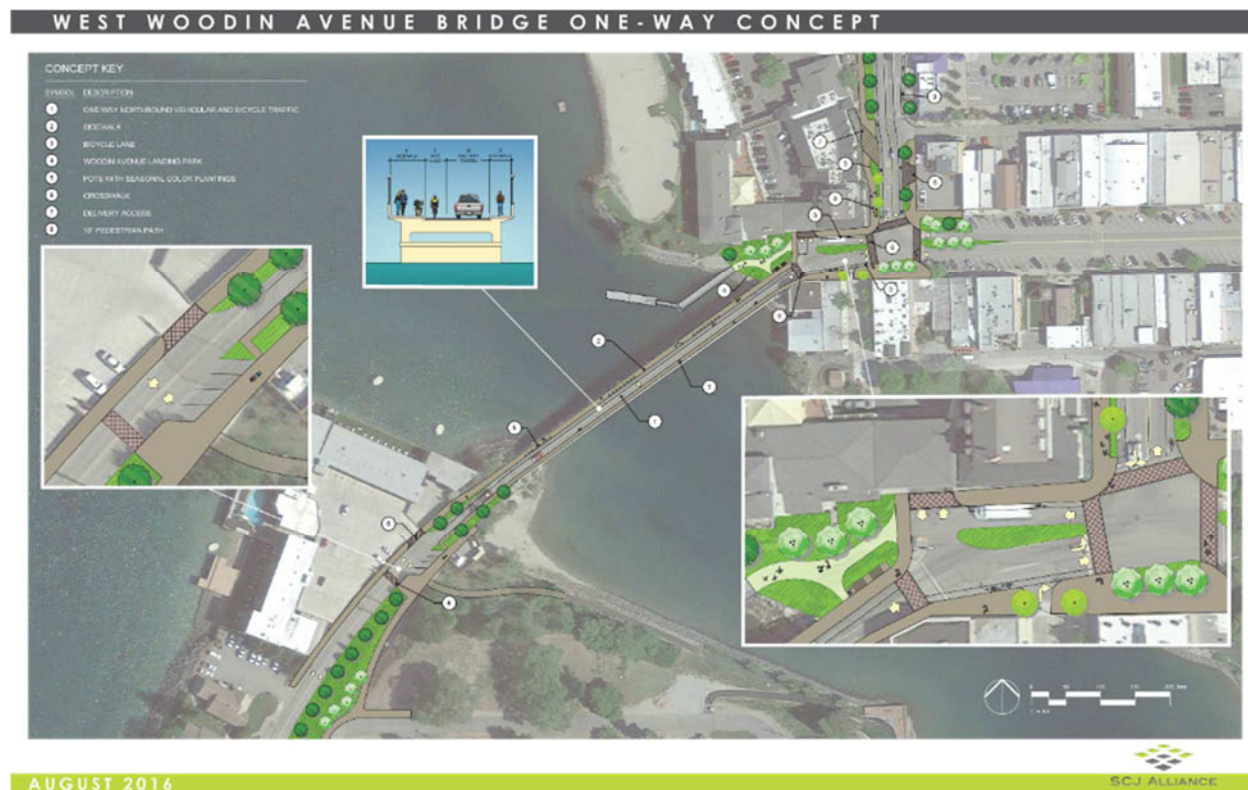 WEST WOODIN AVENUE BRIDGE ONE-WAY CONCEPT
CONCEPT KEY
SYMBOL DESCRIPTION
1 ONE WAY NORTHBOUND VEHICULAR AND BICYCLE TRAFFIC
2 SIDEWALK
3 BICYCLE LANE
4 WOODIN AVENUE LANDING PARK
5 POTS WITH SEASONAL COLOR PLANTINGS
6 CROSSWALK
7 DELIVERY ACCESS
8 10' PEDESTRIAN PATH
AUGUST 2016
SCJ ALLIANCE